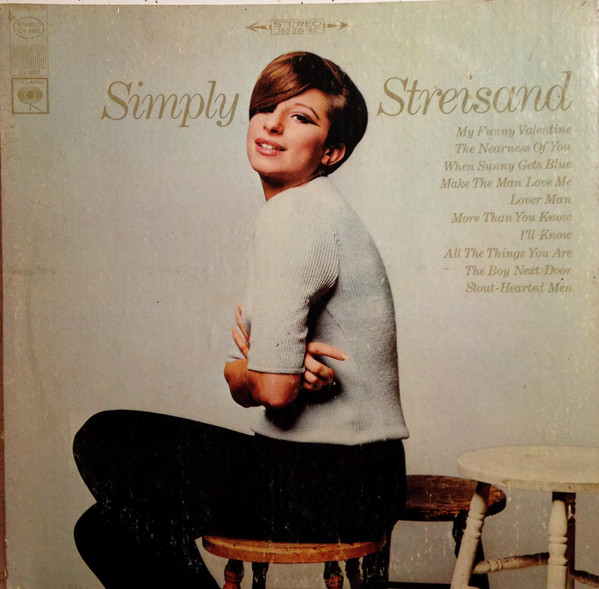 STEREO
Simply Streisand
My Funny Valentine
The Nearness Of You
When Sunny Gets Blue
Make The Man Love Me
Lover Man
More Than You Know
I'll Know
All The Things You Are
The Boy Next Door
Stout-Hearted Men